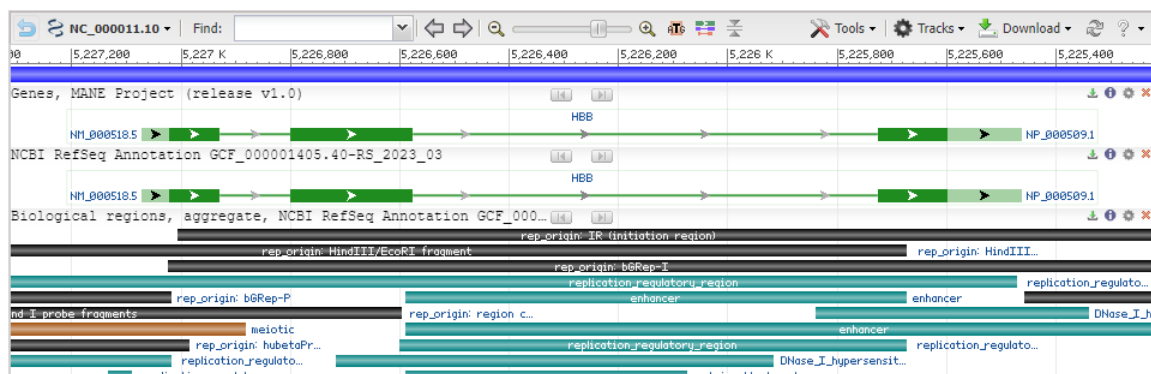 NC_000011.10 Find: Tools Tracks Download ?
5,227,200 5,227 K 5,226,800 5,226,600 5,226,400 5,226,200 5,226 K 5,225,800 5,225,600 5,225,400
Genes, MANE Project (release v1.0)
HBB
NM_000518.5 NP_000509.1
NCBI RefSeq Annotation GCF_000001405.40-RS_2023_03
HBB
NM_000518.5 NP_000509.1
Biological regions, aggregate, NCBI RefSeq Annotation GCF_000…
rep_origin: IR (initiation region)
rep_origin: HindIII/EcoRI fragment rep_origin: HindIII...
rep_origin: bGRep-I
replication_regulatory_region replication_regulato...
rep_origin: bGRep-P enhancer enhancer
nd I probe fragments rep_origin: region c... DNase_I_h
meiotic enhancer
rep_origin: hubetaPr... replication_regulatory_region replication_regulato...
replication_regulato... DNase_I_hypersensit...